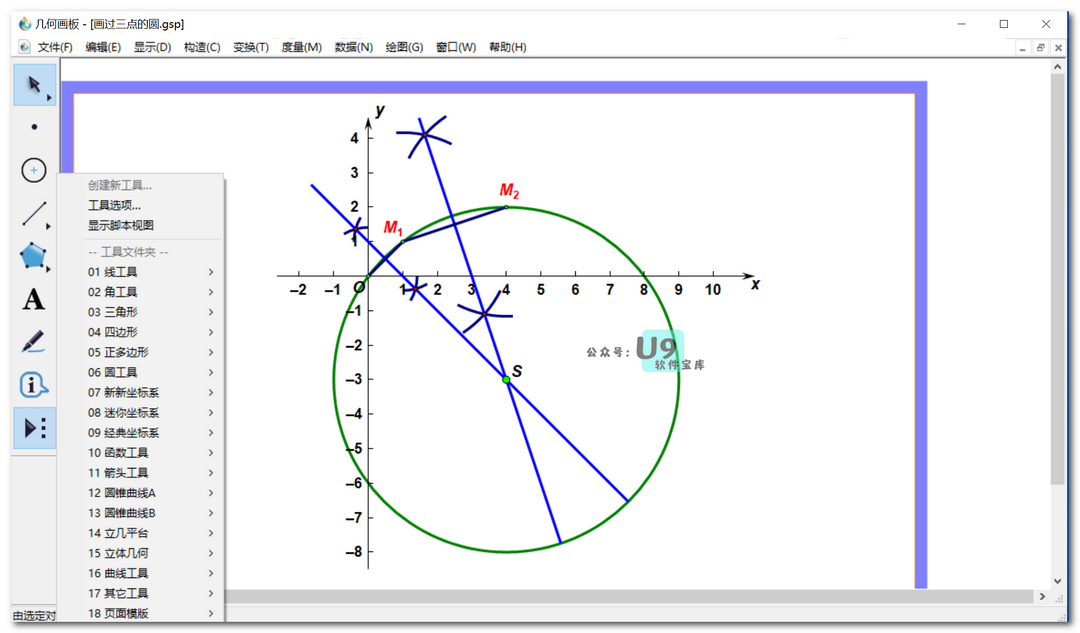 几何画板 - [画过三点的圆.gsp]
文件(F) 编辑(E) 显示(D) 构造(C) 变换(T) 度量(M) 数据(N) 绘图(G) 窗口(W) 帮助(H)
创建新工具...
工具选项...
显示脚本视图
-- 工具文件夹 --
01 线工具
02 角工具
03 三角形
04 四边形
05 正多边形
06 圆工具
07 新新坐标系
08 迷你坐标系
09 经典坐标系
10 函数工具
11 箭头工具
12 圆锥曲线A
13 圆锥曲线B
14 立几平台
15 立体几何
16 曲线工具
17 其它工具
18 页面模版
A
i
由选定对
y
4
3
2
1
M2
M1
O
–2 –1 1 2 3 4 5 6 7 8 9 10 x
–1
–2
–3
–4
–5
–6
–7
–8
S
公众号: U9
软件宝库